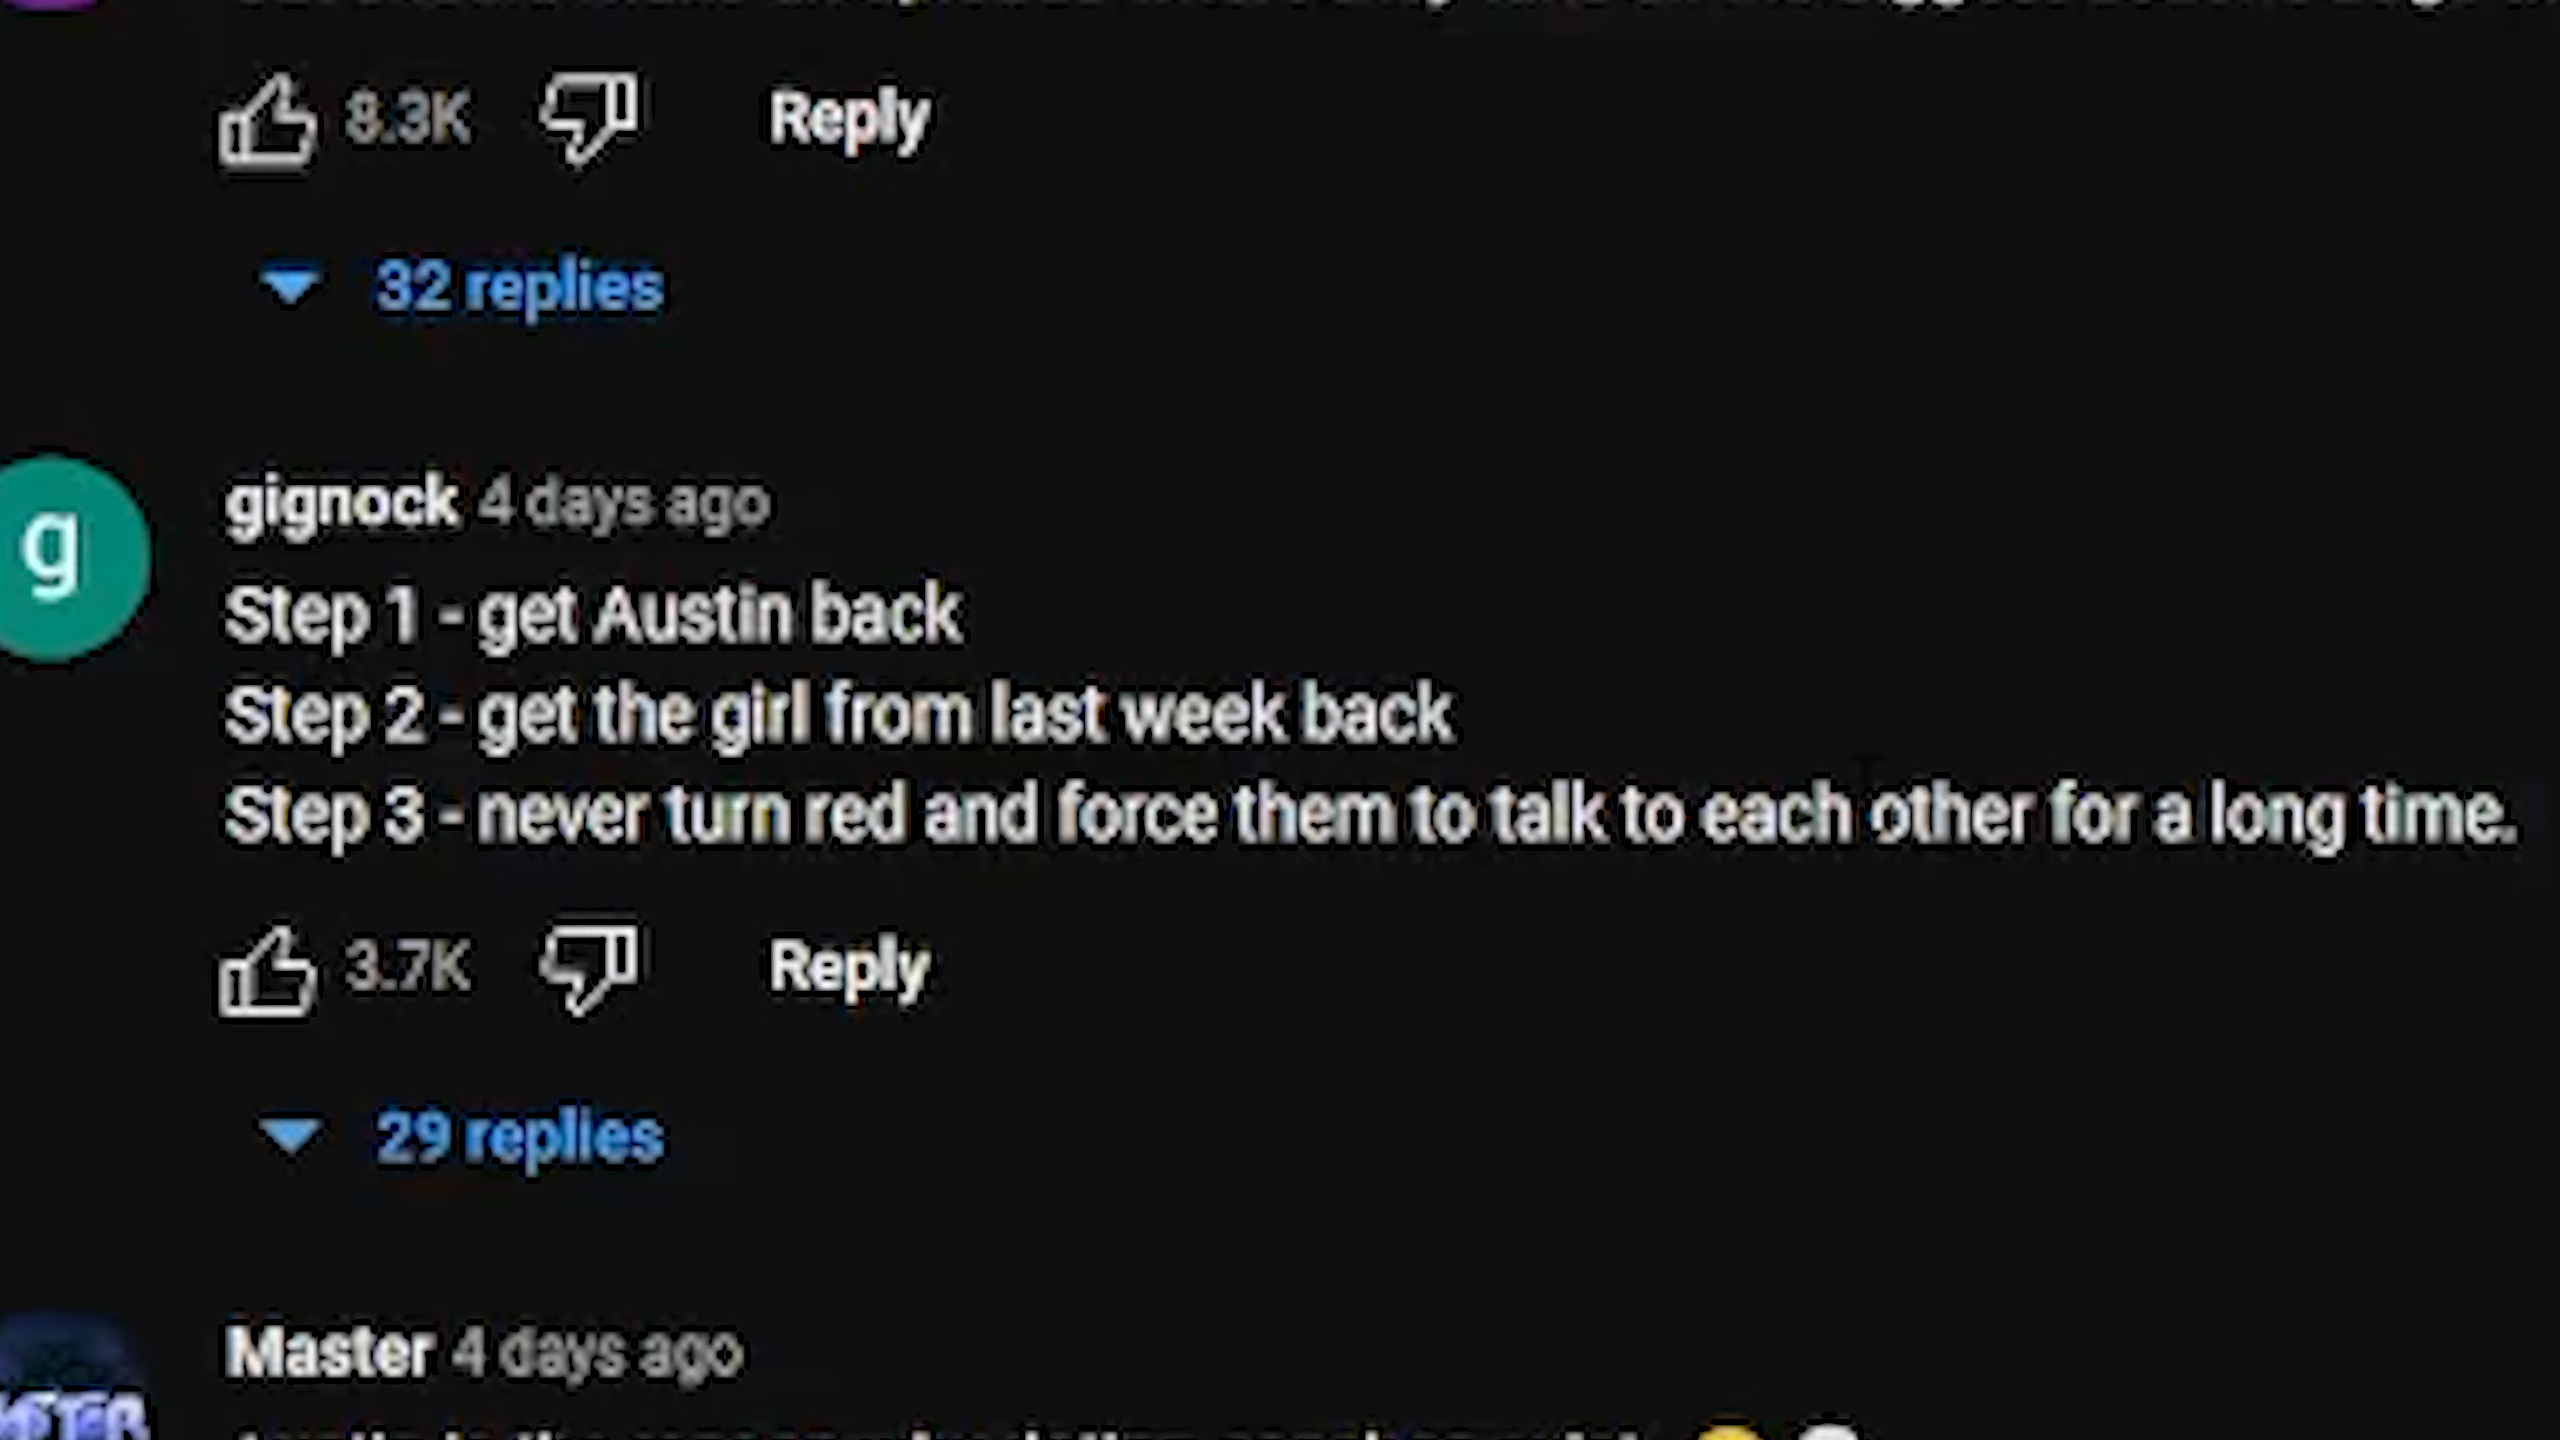 8.3K Reply
32 replies
g
gignock 4 days ago
Step 1 - get Austin back
Step 2 - get the girl from last week back
Step 3 - never turn red and force them to talk to each other for a long time.
3.7K Reply
29 replies
Master 4 days ago